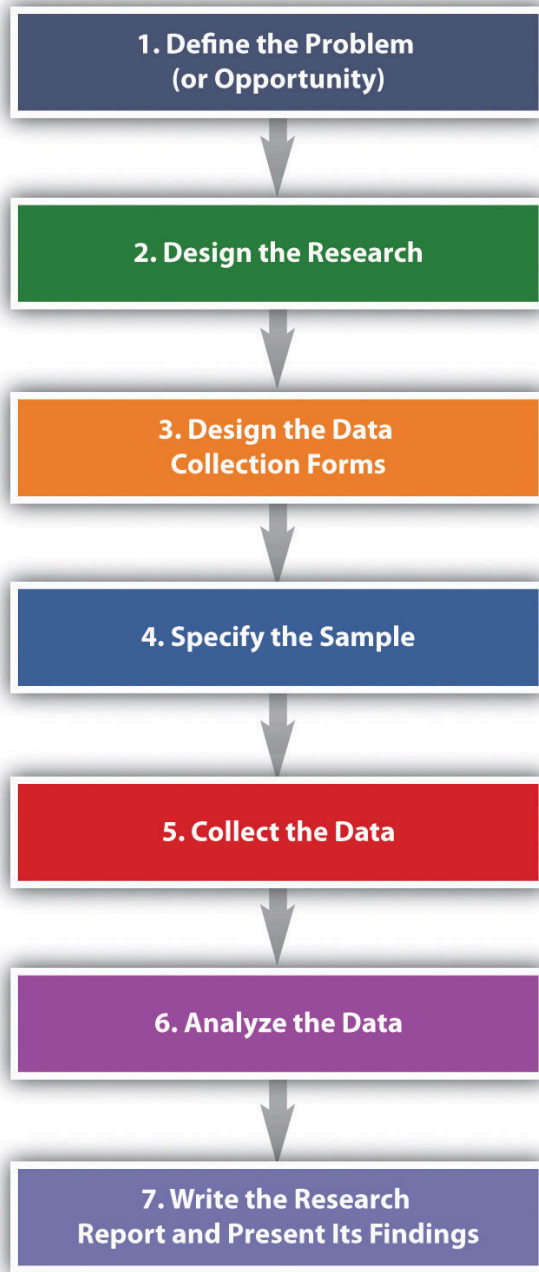 1. Define the Problem
(or Opportunity)
2. Design the Research
3. Design the Data
Collection Forms
4. Specify the Sample
5. Collect the Data
6. Analyze the Data
7. Write the Research
Report and Present Its Findings